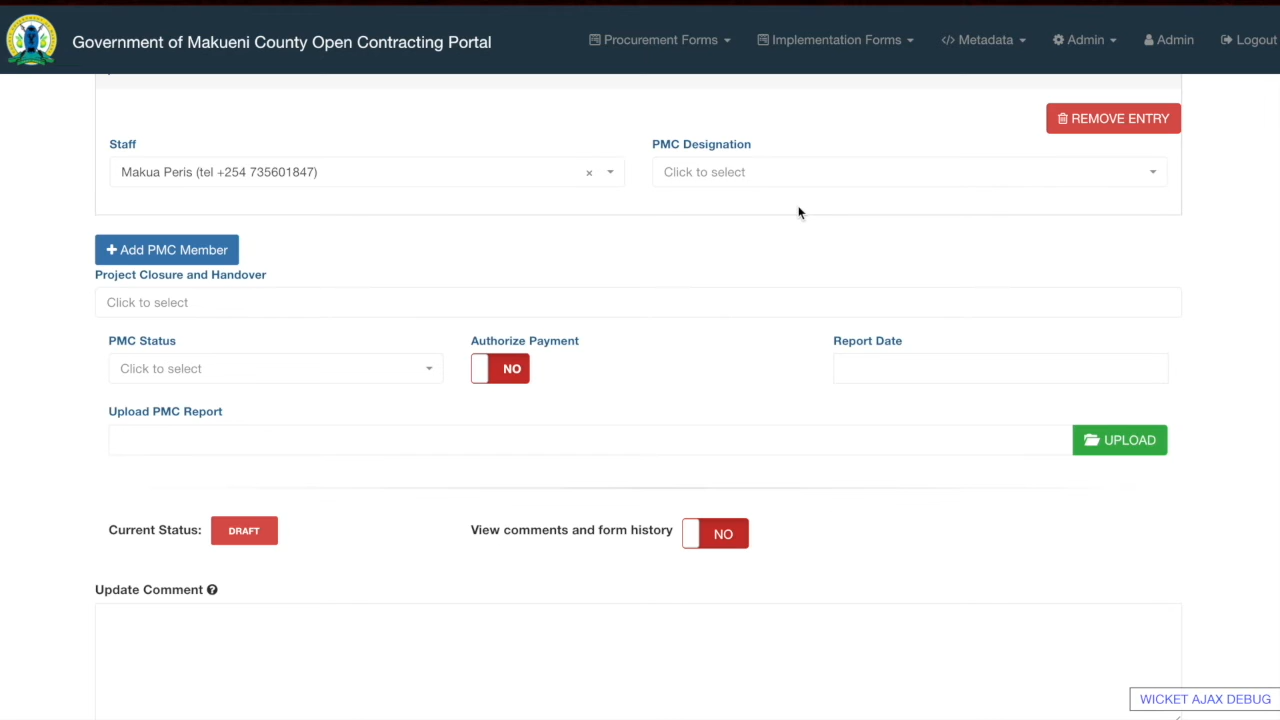 Government of Makueni County Open Contracting Portal
Procurement Forms
Implementation Forms
</> Metadata
Admin
Admin
Logout
REMOVE ENTRY
Staff
PMC Designation
Makua Peris (tel +254 735601847) ×
Click to select
+ Add PMC Member
Project Closure and Handover
Click to select
PMC Status
Authorize Payment
Report Date
Click to select
NO
Upload PMC Report
UPLOAD
Current Status: DRAFT
View comments and form history NO
Update Comment ?
WICKET AJAX DEBUG